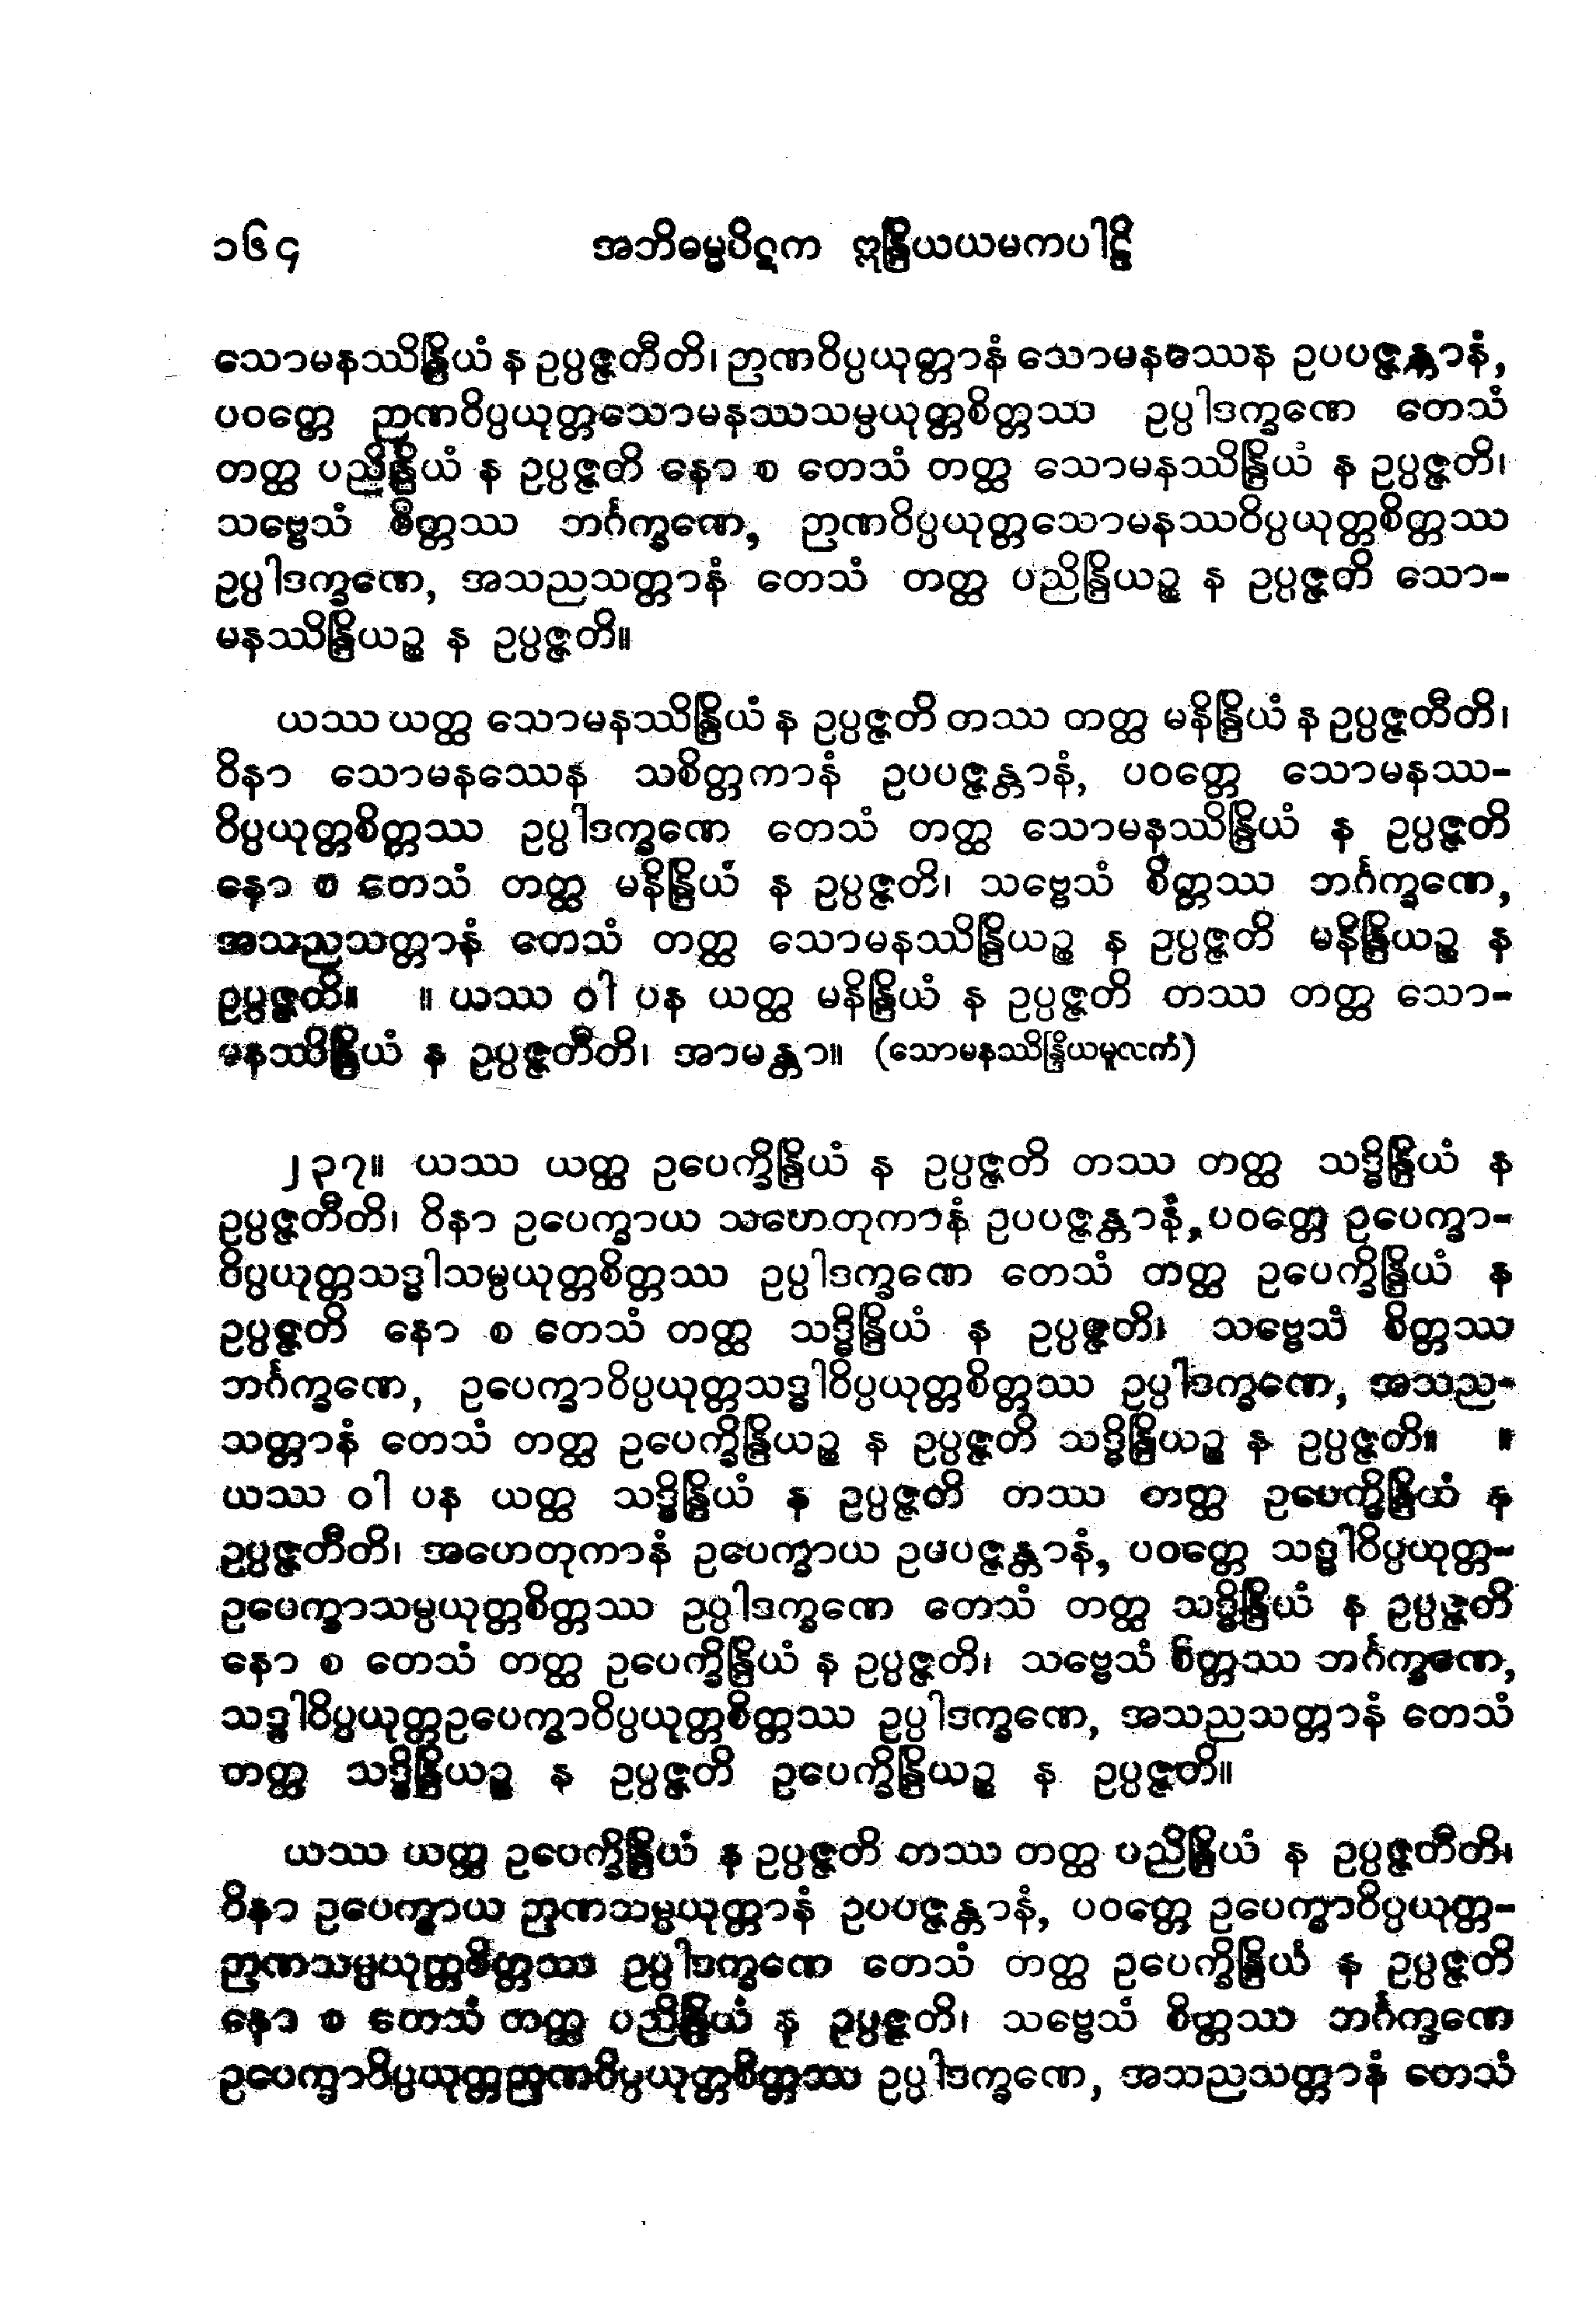 ၁၆၄ အဘိဓမ္မပိဋက ဣန္ဒြိယယမကပါဠိ
သောမနဿိန္ဒြိယံ န ဥပ္ပဇ္ဇတီတိ၊ ဉာဏဝိပ္ပယုတ္တာနံ သောမနဿေန ဥပပဇ္ဇန္တာနံ,
ပဝတ္တေ ဉာဏဝိပ္ပယုတ္တသောမနဿသမ္ပယုတ္တစိတ္တဿ ဥပ္ပါဒက္ခဏေ တေသံ
တတ္ထ ပညိန္ဒြိယံ န ဥပ္ပဇ္ဇတိ နော စ တေသံ တတ္ထ သောမနဿိန္ဒြိယံ န ဥပ္ပဇ္ဇတိ၊
သဗ္ဗေသံ စိတ္တဿ ဘင်္ဂက္ခဏေ, ဉာဏဝိပ္ပယုတ္တသောမနဿဝိပ္ပယုတ္တစိတ္တဿ
ဥပ္ပါဒက္ခဏေ, အသညသတ္တာနံ တေသံ တတ္ထ ပညိန္ဒြိယဉ္စ န ဥပ္ပဇ္ဇတိ သော-
မနဿိန္ဒြိယဉ္စ န ဥပ္ပဇ္ဇတိ။
ယဿ ယတ္ထ သောမနဿိန္ဒြိယံ န ဥပ္ပဇ္ဇတိ တဿ တတ္ထ မနိန္ဒြိယံ န ဥပ္ပဇ္ဇတီတိ၊
ဝိနာ သောမနဿေန သစိတ္တကာနံ ဥပပဇ္ဇန္တာနံ, ပဝတ္တေ သောမနဿ-
ဝိပ္ပယုတ္တစိတ္တဿ ဥပ္ပါဒက္ခဏေ တေသံ တတ္ထ သောမနဿိန္ဒြိယံ န ဥပ္ပဇ္ဇတိ
နော စ တေသံ တတ္ထ မနိန္ဒြိယံ န ဥပ္ပဇ္ဇတိ၊ သဗ္ဗေသံ စိတ္တဿ ဘင်္ဂက္ခဏေ,
အသညသတ္တာနံ တေသံ တတ္ထ သောမနဿိန္ဒြိယဉ္စ န ဥပ္ပဇ္ဇတိ မနိန္ဒြိယဉ္စ န
ဥပ္ပဇ္ဇတိ။ ။ ယဿ ဝါ ပန ယတ္ထ မနိန္ဒြိယံ န ဥပ္ပဇ္ဇတိ တဿ တတ္ထ သော-
မနဿိန္ဒြိယံ န ဥပ္ပဇ္ဇတီတိ၊ အာမန္တာ။ (သောမနဿိန္ဒြိယမူလကံ)
၂၃၇။ ယဿ ယတ္ထ ဥပေက္ခိန္ဒြိယံ န ဥပ္ပဇ္ဇတိ တဿ တတ္ထ သဒ္ဓိန္ဒြိယံ န
ဥပ္ပဇ္ဇတီတိ၊ ဝိနာ ဥပေက္ခာယ သဟေတုကာနံ ဥပပဇ္ဇန္တာနံ, ပဝတ္တေ ဥပေက္ခာ-
ဝိပ္ပယုတ္တသဒ္ဓါသမ္ပယုတ္တစိတ္တဿ ဥပ္ပါဒက္ခဏေ တေသံ တတ္ထ ဥပေက္ခိန္ဒြိယံ န
ဥပ္ပဇ္ဇတိ နော စ တေသံ တတ္ထ သဒ္ဓိန္ဒြိယံ န ဥပ္ပဇ္ဇတိ၊ သဗ္ဗေသံ စိတ္တဿ
ဘင်္ဂက္ခဏေ, ဥပေက္ခာဝိပ္ပယုတ္တသဒ္ဓါဝိပ္ပယုတ္တစိတ္တဿ ဥပ္ပါဒက္ခဏေ, အသည-
သတ္တာနံ တေသံ တတ္ထ ဥပေက္ခိန္ဒြိယဉ္စ န ဥပ္ပဇ္ဇတိ သဒ္ဓိန္ဒြိယဉ္စ န ဥပ္ပဇ္ဇတိ။ ။
ယဿ ဝါ ပန ယတ္ထ သဒ္ဓိန္ဒြိယံ န ဥပ္ပဇ္ဇတိ တဿ တတ္ထ ဥပေက္ခိန္ဒြိယံ န
ဥပ္ပဇ္ဇတီတိ၊ အဟေတုကာနံ ဥပေက္ခာယ ဥပပဇ္ဇန္တာနံ, ပဝတ္တေ သဒ္ဓါဝိပ္ပယုတ္တ-
ဥပေက္ခာသမ္ပယုတ္တစိတ္တဿ ဥပ္ပါဒက္ခဏေ တေသံ တတ္ထ သဒ္ဓိန္ဒြိယံ န ဥပ္ပဇ္ဇတိ
နော စ တေသံ တတ္ထ ဥပေက္ခိန္ဒြိယံ န ဥပ္ပဇ္ဇတိ၊ သဗ္ဗေသံ စိတ္တဿ ဘင်္ဂက္ခဏေ,
သဒ္ဓါဝိပ္ပယုတ္တဥပေက္ခာဝိပ္ပယုတ္တစိတ္တဿ ဥပ္ပါဒက္ခဏေ, အသညသတ္တာနံ တေသံ
တတ္ထ သဒ္ဓိန္ဒြိယဉ္စ န ဥပ္ပဇ္ဇတိ ဥပေက္ခိန္ဒြိယဉ္စ န ဥပ္ပဇ္ဇတိ။
ယဿ ယတ္ထ ဥပေက္ခိန္ဒြိယံ န ဥပ္ပဇ္ဇတိ တဿ တတ္ထ ပညိန္ဒြိယံ န ဥပ္ပဇ္ဇတီတိ၊
ဝိနာ ဥပေက္ခာယ ဉာဏသမ္ပယုတ္တာနံ ဥပပဇ္ဇန္တာနံ, ပဝတ္တေ ဥပေက္ခာဝိပ္ပယုတ္တ-
ဉာဏသမ္ပယုတ္တစိတ္တဿ ဥပ္ပါဒက္ခဏေ တေသံ တတ္ထ ဥပေက္ခိန္ဒြိယံ န ဥပ္ပဇ္ဇတိ
နော စ တေသံ တတ္ထ ပညိန္ဒြိယံ န ဥပ္ပဇ္ဇတိ၊ သဗ္ဗေသံ စိတ္တဿ ဘင်္ဂက္ခဏေ
ဥပေက္ခာဝိပ္ပယုတ္တဉာဏဝိပ္ပယုတ္တစိတ္တဿ ဥပ္ပါဒက္ခဏေ, အသညသတ္တာနံ တေသံ